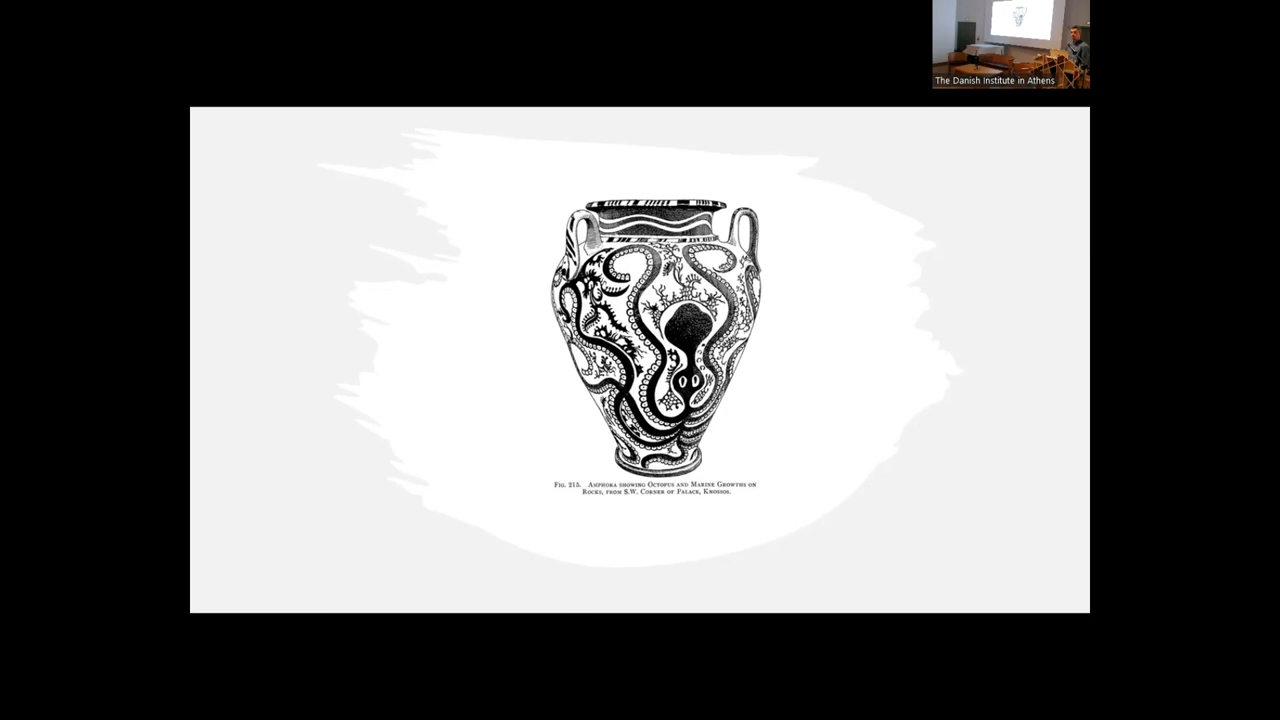 The Danish Institute in Athens
Fig. 215. Amphora showing Octopus and Marine Growths on
Rocks, from S.W. Corner of Palace, Knossos.